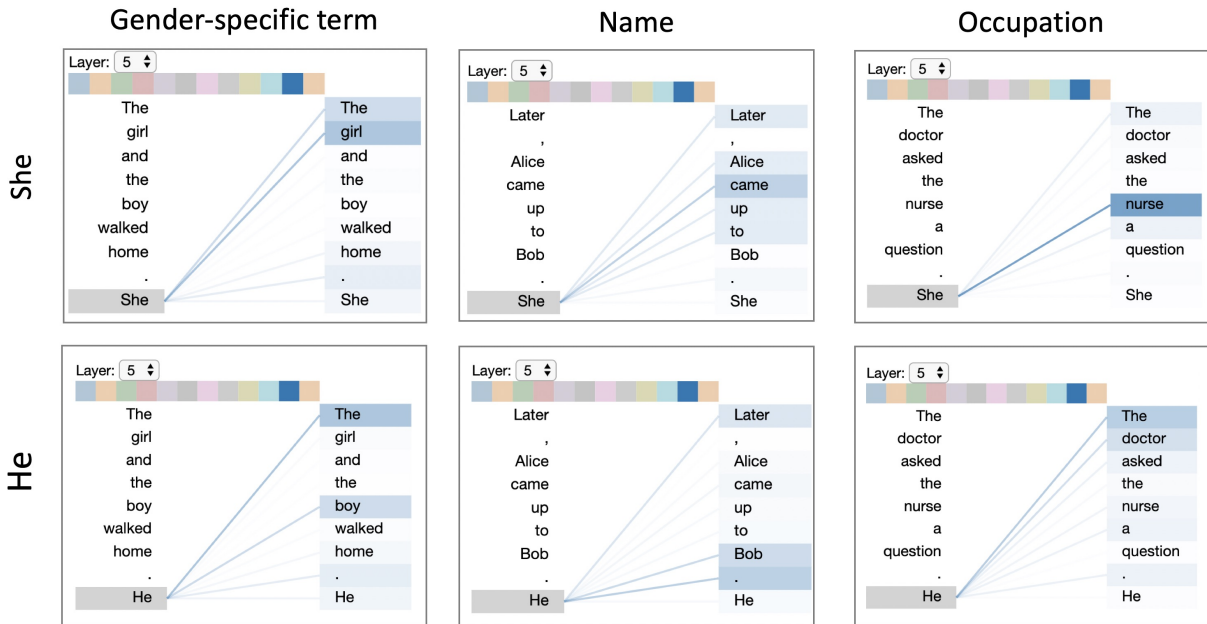 Gender-specific term Name Occupation
She
Layer: 5
The The
girl girl
and and
the the
boy boy
walked walked
home home
. .
She She
Layer: 5
Later Later
, ,
Alice Alice
came came
up up
to to
Bob Bob
. .
She She
Layer: 5
The The
doctor doctor
asked asked
the the
nurse nurse
a a
question question
. .
She She
He
Layer: 5
The The
girl girl
and and
the the
boy boy
walked walked
home home
. .
He He
Layer: 5
Later Later
, ,
Alice Alice
came came
up up
to to
Bob Bob
. .
He He
Layer: 5
The The
doctor doctor
asked asked
the the
nurse nurse
a a
question question
. .
He He